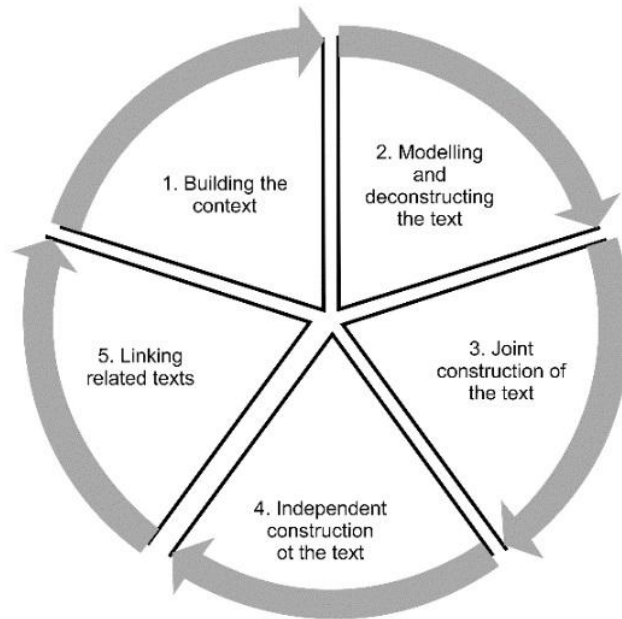 1. Building the
context
2. Modelling
and
deconstructing
the text
3. Joint
construction of
the text
4. Independent
construction
ot the text
5. Linking
related texts